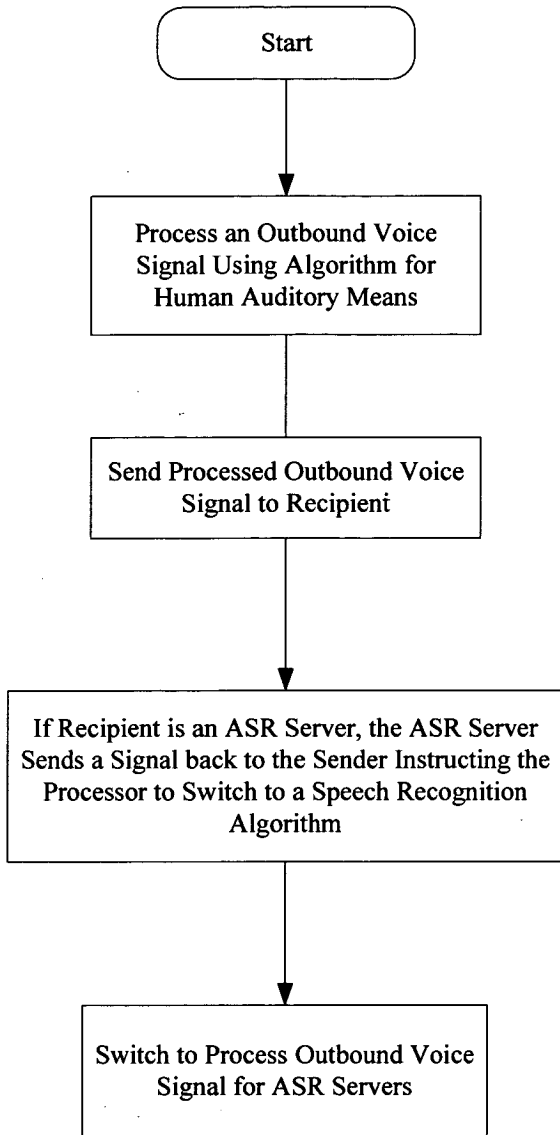 Start
Process an Outbound Voice
Signal Using Algorithm for
Human Auditory Means
Send Processed Outbound Voice
Signal to Recipient
If Recipient is an ASR Server, the ASR Server
Sends a Signal back to the Sender Instructing the
Processor to Switch to a Speech Recognition
Algorithm
Switch to Process Outbound Voice
Signal for ASR Servers